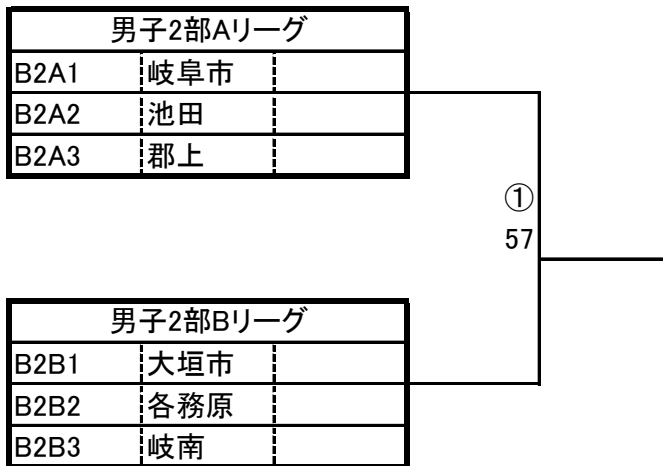 男子2部Aリーグ
B2A1 岐阜市
B2A2 池田
B2A3 郡上
①
57
男子2部Bリーグ
B2B1 大垣市
B2B2 各務原
B2B3 岐南